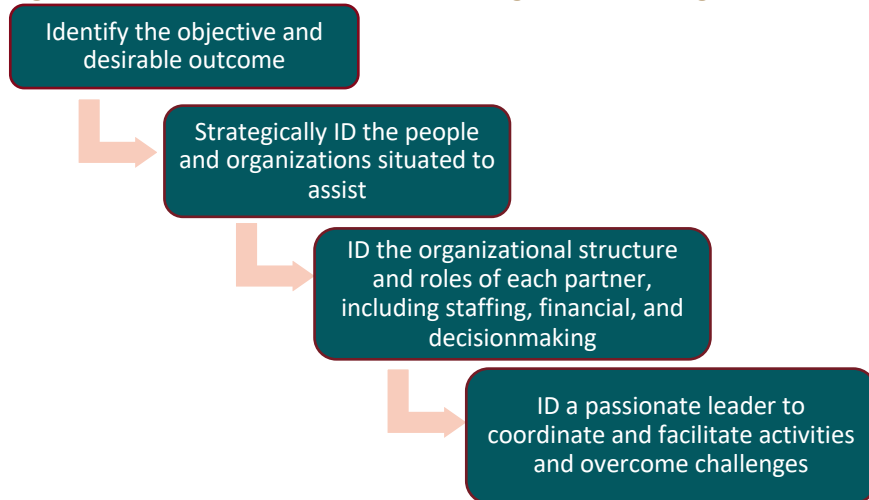 Identify the objective and
desirable outcome
Strategically ID the people
and organizations situated to
assist
ID the organizational structure
and roles of each partner,
including staffing, financial, and
decisionmaking
ID a passionate leader to
coordinate and facilitate activities
and overcome challenges